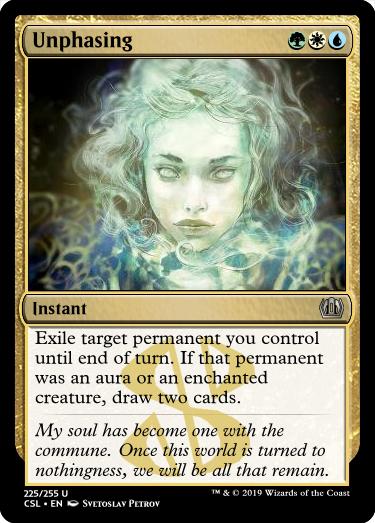 Unphasing
Instant
Exile target permanent you control
until end of turn. If that permanent
was an aura or an enchanted
creature, draw two cards.
My soul has become one with the
commune. Once this world is turned to
nothingness, we will be all that remain.
225/255 U
CSL • EN Svetoslav Petrov
™ & © 2019 Wizards of the Coast